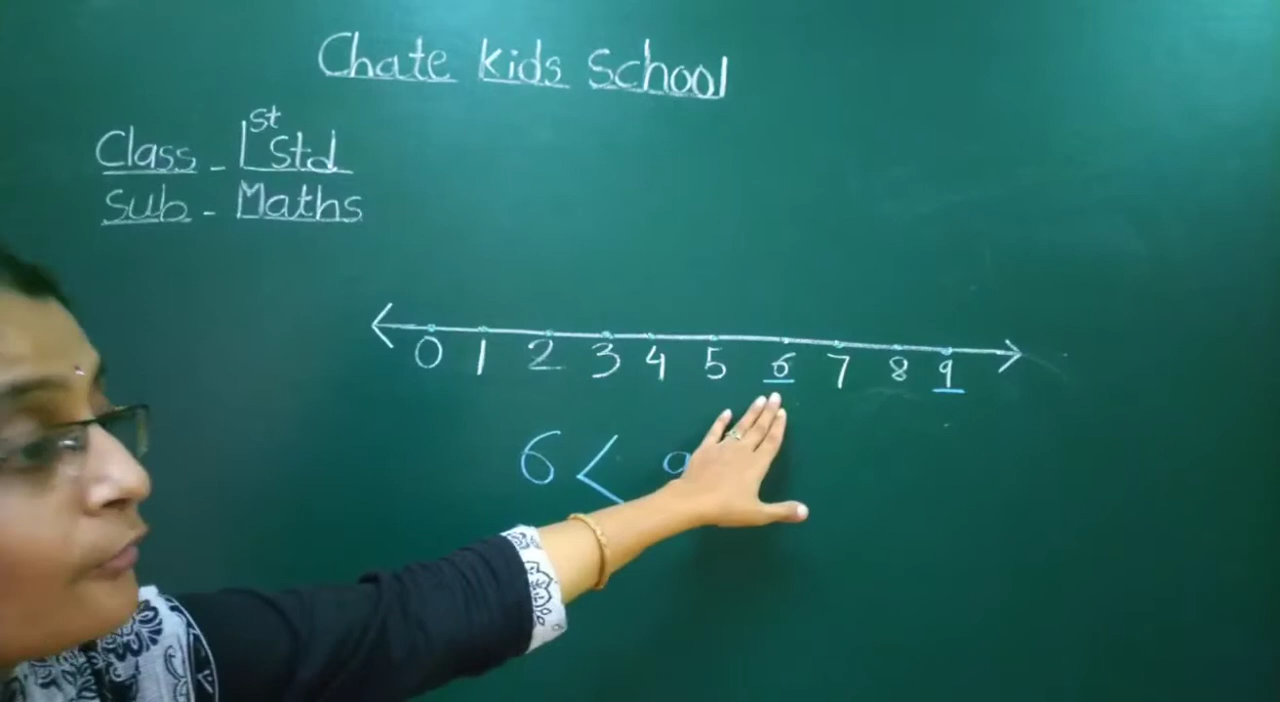 Chate Kids School
Class - 1st Std
Sub - Maths
0 1 2 3 4 5 6 7 8 9
6 < 9